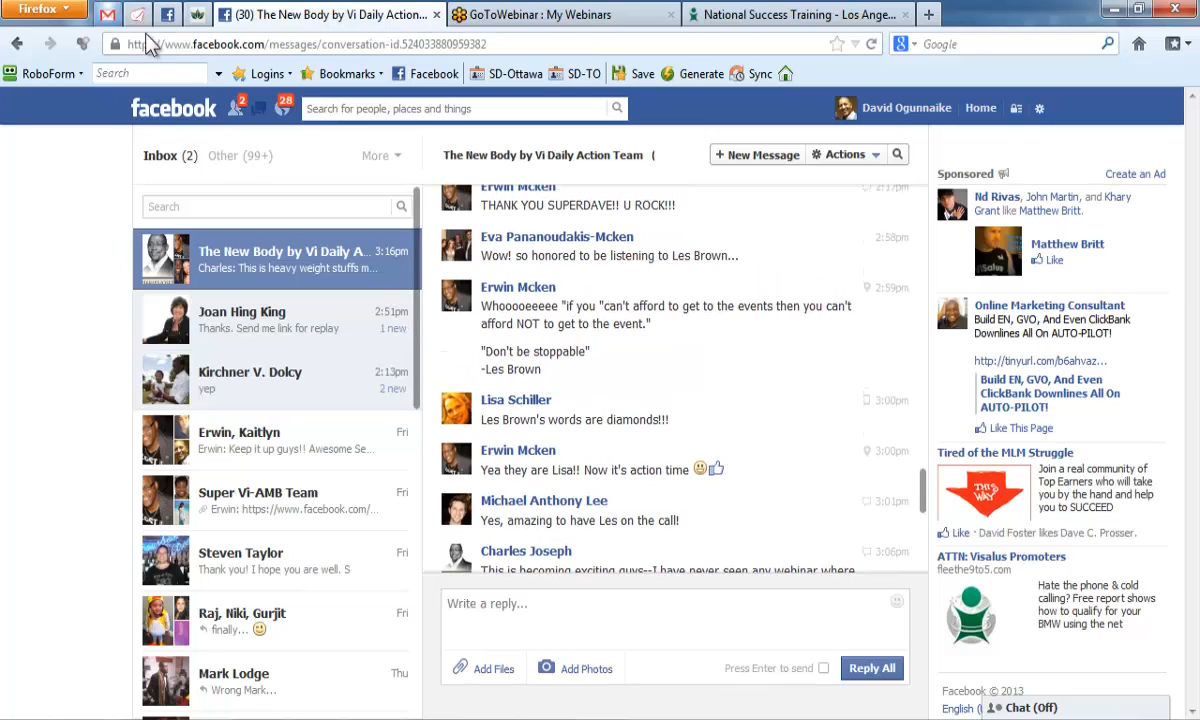 Firefox
(30) The New Body by Vi Daily Action...
GoToWebinar : My Webinars
National Success Training - Los Ange...
www.facebook.com/messages/conversation-id.524033880959382
Google
RoboForm
Search
Logins
Bookmarks
Facebook
SD-Ottawa
SD-TO
Save
Generate
Sync
facebook
2
28
Search for people, places and things
David Ogunnaike
Home
Inbox (2)
Other (99+)
More
Search
The New Body by Vi Daily A...
3:16pm
Charles: This is heavy weight stuffs m...
Joan Hing King
2:51pm
Thanks. Send me link for replay
1 new
Kirchner V. Dolcy
2:13pm
yep
2 new
Erwin, Kaitlyn
Fri
Erwin: Keep it up guys!! Awesome Se...
Super Vi-AMB Team
Fri
Erwin: https://www.facebook.com/...
Steven Taylor
Fri
Thank you! I hope you are well. S
Raj, Niki, Gurjit
Fri
finally...
Mark Lodge
Thu
Wrong Mark...
The New Body by Vi Daily Action Team (
+ New Message
Actions
Erwin Mcken
2:17pm
THANK YOU SUPERDAVE!! U ROCK!!!
Eva Pananoudakis-Mcken
2:58pm
Wow! so honored to be listening to Les Brown...
Erwin Mcken
2:59pm
Whooooeeeee "if you "can't afford to get to the events then you can't
afford NOT to get to the event."
"Don't be stoppable"
-Les Brown
Lisa Schiller
3:00pm
Les Brown's words are diamonds!!!
Erwin Mcken
3:00pm
Yea they are Lisa!! Now it's action time
Michael Anthony Lee
3:01pm
Yes, amazing to have Les on the call!
Charles Joseph
3:06pm
This is becoming exciting guys--I have never seen any webinar where
Write a reply...
Add Files
Add Photos
Press Enter to send
Reply All
Sponsored
Create an Ad
Nd Rivas, John Martin, and Khary
Grant like Matthew Britt.
Matthew Britt
Like
Online Marketing Consultant
Build EN, GVO, And Even ClickBank
Downlines All On AUTO-PILOT!
http://tinyurl.com/b6ahvaz...
Build EN, GVO, And Even
ClickBank Downlines All On
AUTO-PILOT!
Like This Page
Tired of the MLM Struggle
THIS WAY
Join a real community of
Top Earners who will take
you by the hand and help
you to SUCCEED
Like · David Foster likes Dave C. Prosser.
ATTN: Visalus Promoters
fleethe9to5.com
Hate the phone & cold
calling? Free report shows
how to qualify for your
BMW using the net
Facebook © 2013
English (
Chat (Off)